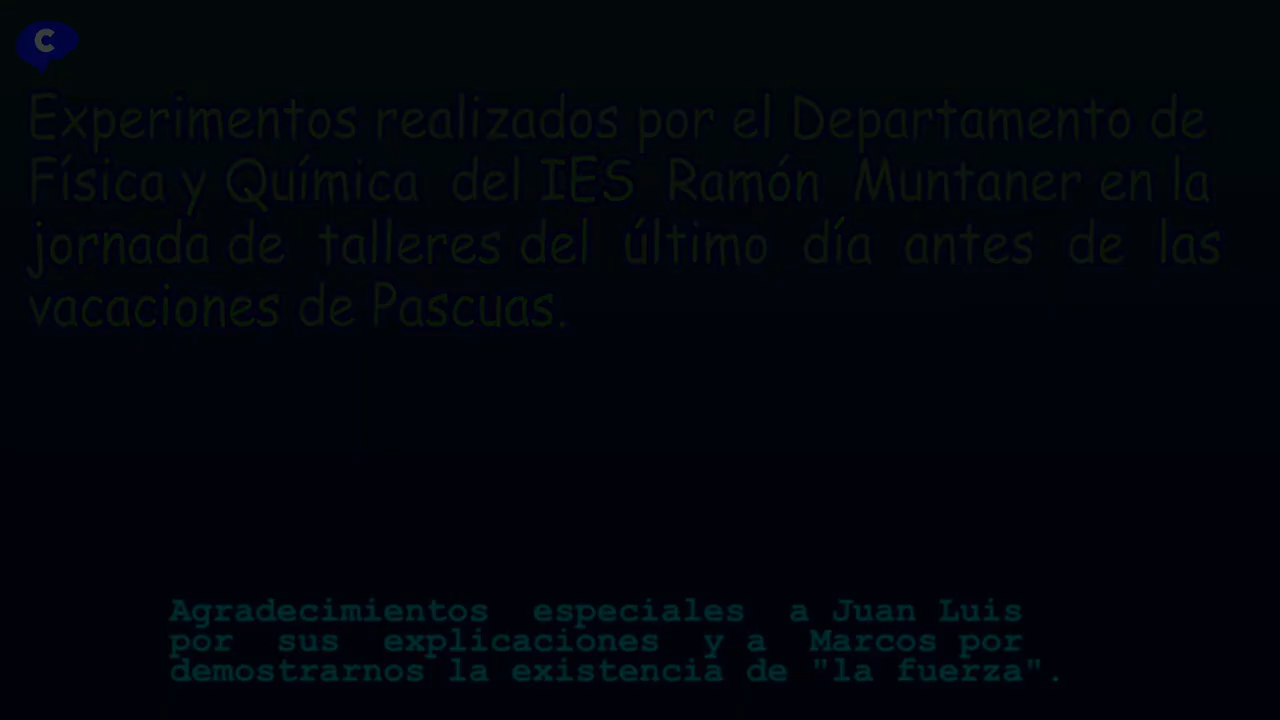 C
Experimentos realizados por el Departamento de
Física y Química del IES Ramón Muntaner en la
jornada de talleres del último día antes de las
vacaciones de Pascuas.
Agradecimientos especiales a Juan Luis
por sus explicaciones y a Marcos por
demostrarnos la existencia de "la fuerza".